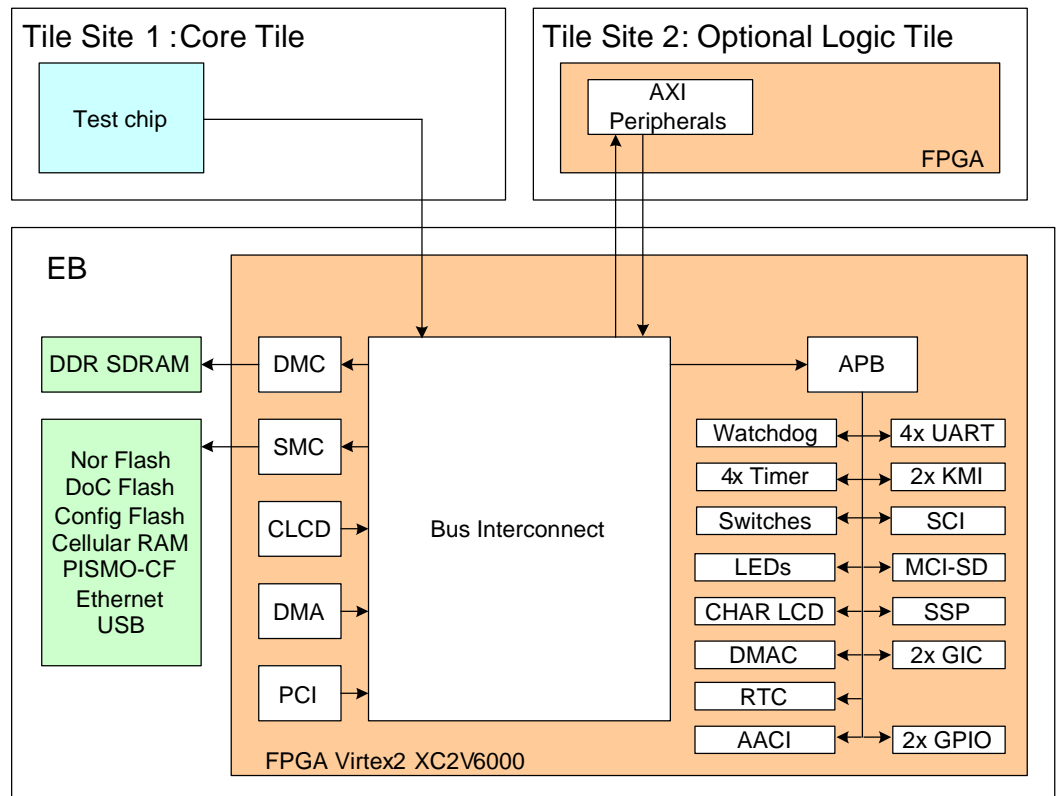 Tile Site 1 :Core Tile
Test chip
Tile Site 2: Optional Logic Tile
AXI
Peripherals
FPGA
EB
DDR SDRAM
Nor Flash
DoC Flash
Config Flash
Cellular RAM
PISMO-CF
Ethernet
USB
DMC
SMC
CLCD
DMA
PCI
Bus Interconnect
APB
Watchdog
4x UART
4x Timer
2x KMI
Switches
SCI
LEDs
MCI-SD
CHAR LCD
SSP
DMAC
2x GIC
RTC
AACI
2x GPIO
FPGA Virtex2 XC2V6000